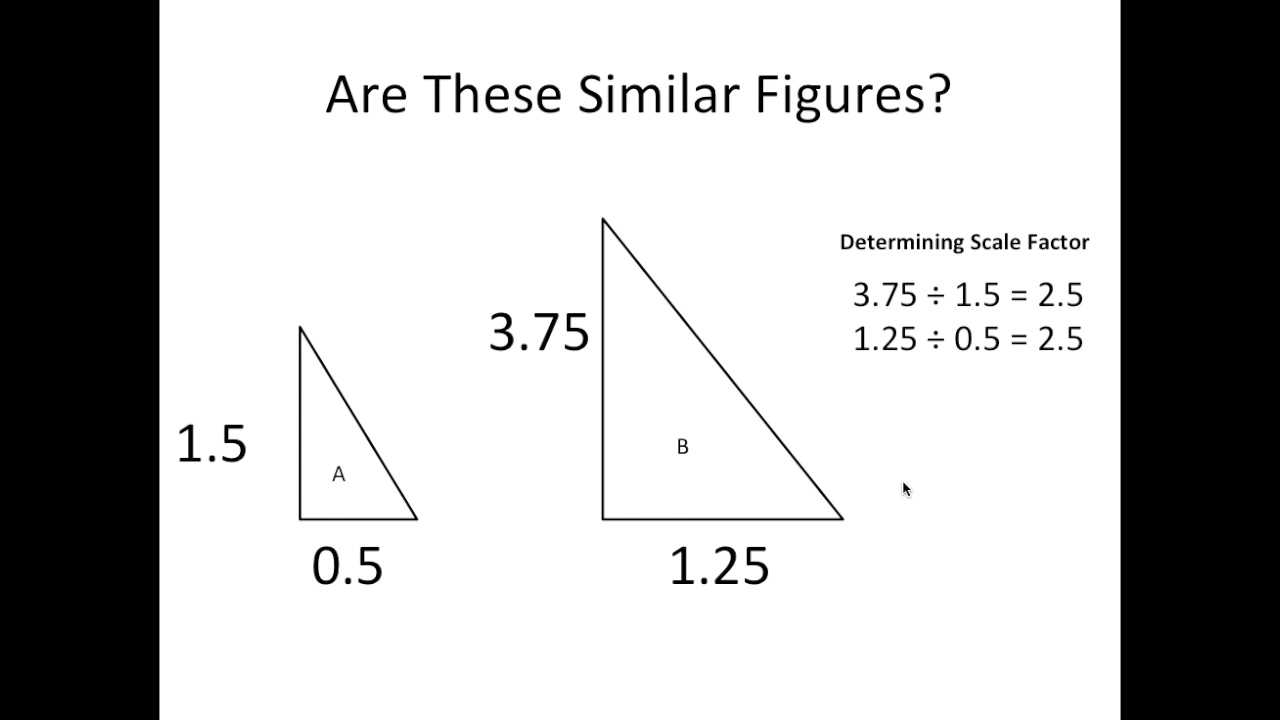 Are These Similar Figures?
Determining Scale Factor
3.75 ÷ 1.5 = 2.5
1.25 ÷ 0.5 = 2.5
3.75
1.5
A
B
0.5
1.25